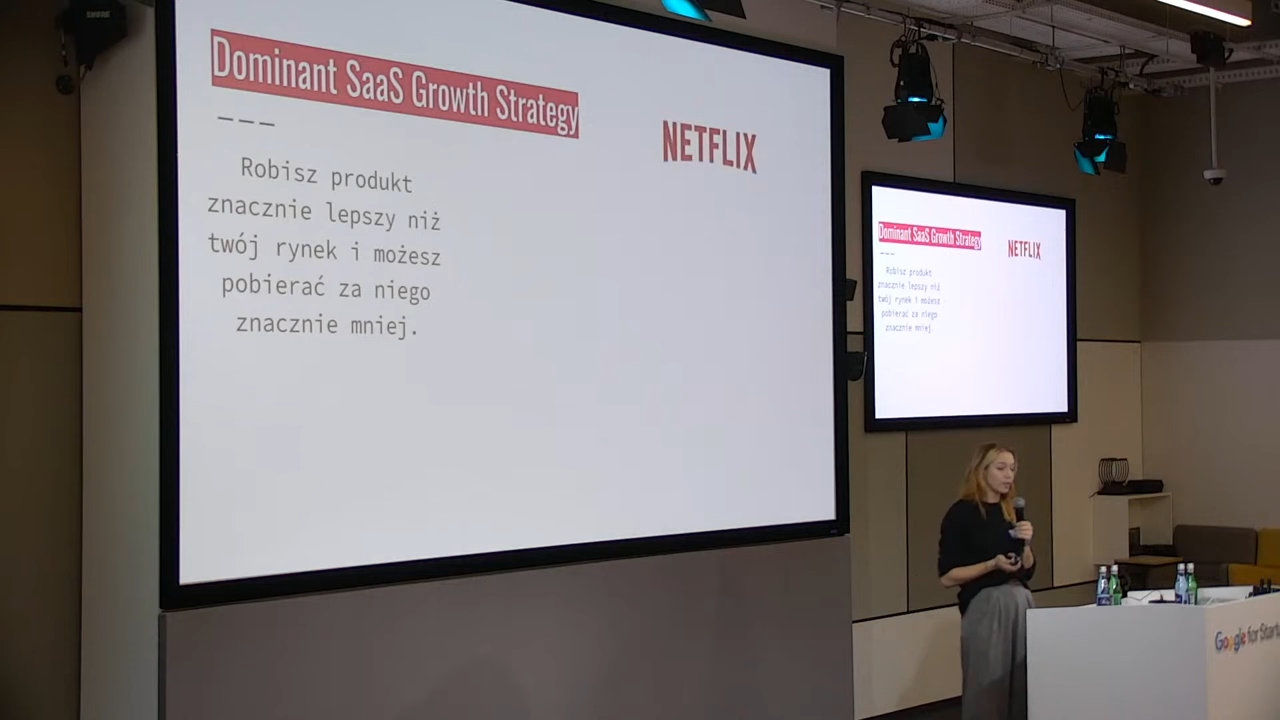 Dominant SaaS Growth Strategy
---
NETFLIX
Robisz produkt
znacznie lepszy niż
twój rynek i możesz
pobierać za niego
znacznie mniej.
Dominant SaaS Growth Strategy
---
NETFLIX
Robisz produkt
znacznie lepszy niż
twój rynek i możesz
pobierać za niego
znacznie mniej.
Google for Start